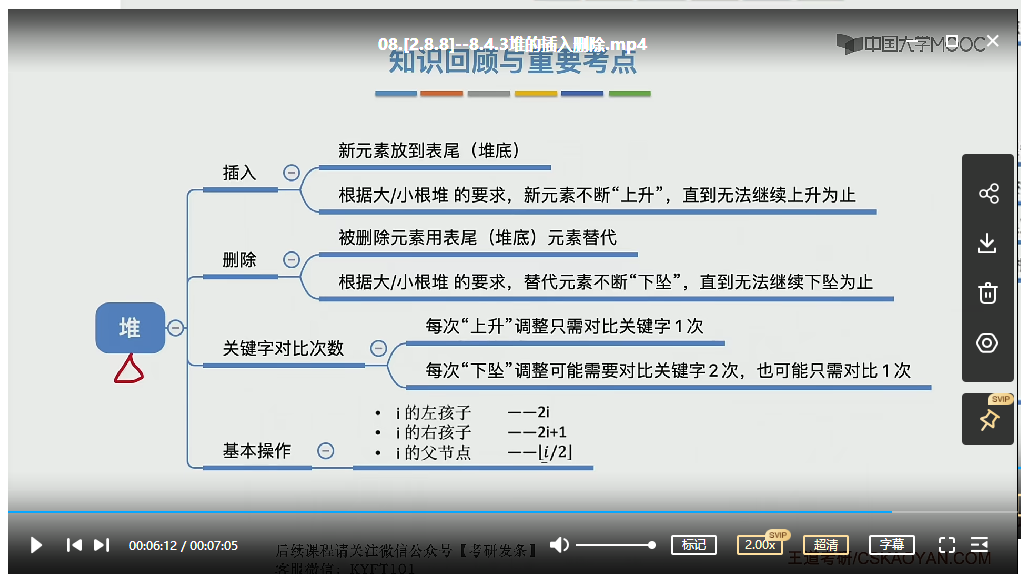 08.[2.8.8]--8.4.3堆的插入删除.mp4
中国大学MOOC
知识回顾与重要考点
新元素放到表尾（堆底）
插入
根据大/小根堆 的要求，新元素不断“上升”，直到无法继续上升为止
被删除元素用表尾（堆底）元素替代
删除
根据大/小根堆 的要求，替代元素不断“下坠”，直到无法继续下坠为止
堆
每次“上升”调整只需对比关键字1次
关键字对比次数
每次“下坠”调整可能需要对比关键字2次，也可能只需对比1次
• i 的左孩子 ——2i
• i 的右孩子 ——2i+1
基本操作
• i 的父节点 ——⌊i/2⌋
SVIP
00:06:12 / 00:07:05
后续课程请关注微信公众号【考研发条】
客服微信：KYFT101
标记
2.00x
SVIP
超清
字幕
王道考研/CSKAOYAN.COM